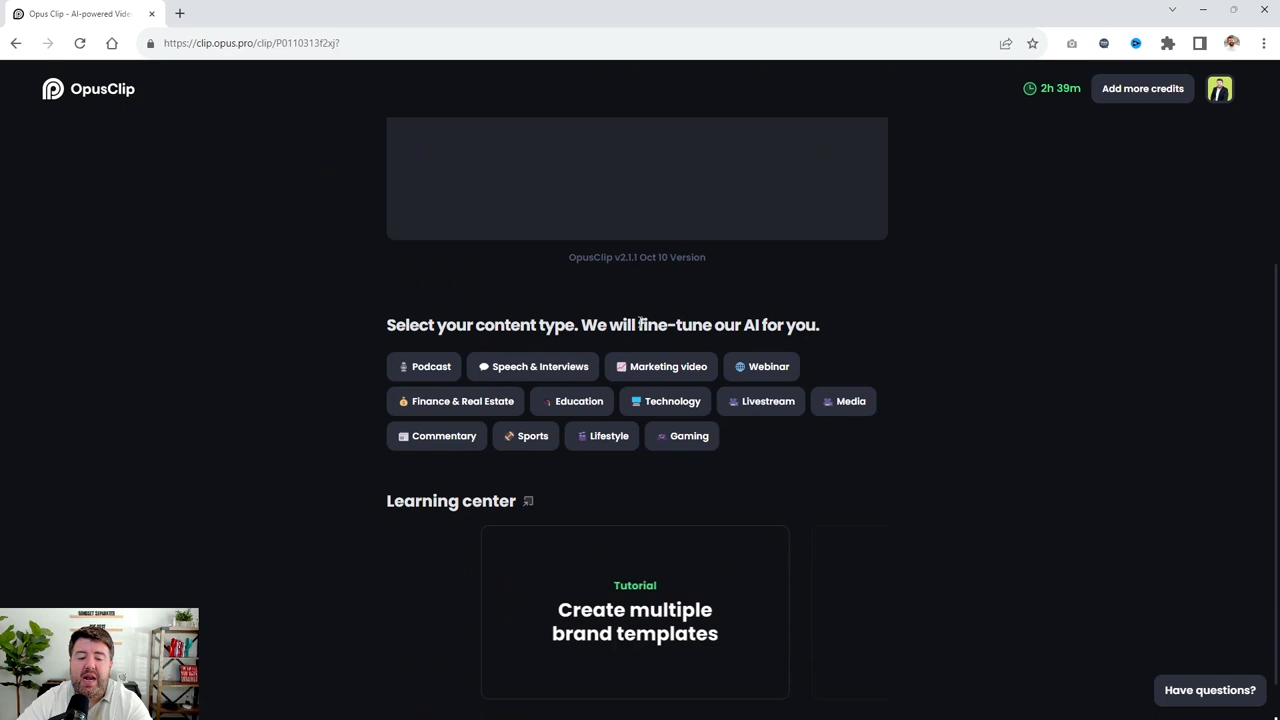 Opus Clip - AI-powered Vide
https://clip.opus.pro/clip/P0110313f2xj?
OpusClip
2h 39m
Add more credits
OpusClip v2.1.1 Oct 10 Version
Select your content type. We will fine-tune our AI for you.
Podcast
Speech & Interviews
Marketing video
Webinar
Finance & Real Estate
Education
Technology
Livestream
Media
Commentary
Sports
Lifestyle
Gaming
Learning center
Tutorial
Create multiple
brand templates
MINDSET SEPARATES
Have questions?